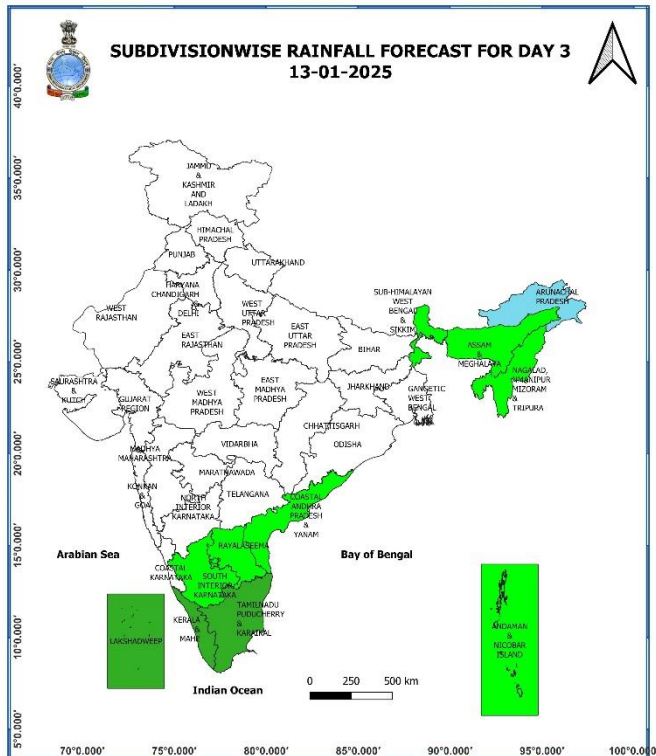 SUBDIVISIONWISE RAINFALL FORECAST FOR DAY 3
13-01-2025
40°0.000'
35°0.000'
30°0.000'
25°0.000'
20°0.000'
15°0.000'
10°0.000'
5°0.000'
JAMMU
&
KASHMIR
AND
LADAKH
HIMACHAL
PRADESH
PUNJAB
UTTARAKHAND
HARYANA
CHANDIGARH
&
DELHI
WEST
RAJASTHAN
WEST
UTTAR
PRADESH
EAST
RAJASTHAN
EAST
UTTAR
PRADESH
BIHAR
SUB-HIMALAYAN
WEST
BENGAL
&
SIKKIM
ARUNACHAL
PRADESH
ASSAM
&
MEGHALAYA
NAGALAD,
MANIPUR
MIZORAM
&
TRIPURA
SAURASHTRA
&
KUTCH
GUJARAT
REGION
WEST
MADHYA
PRADESH
EAST
MADHYA
PRADESH
JHARKHAND
GANGETIC
WEST
BENGAL
CHHATTISGARH
ODISHA
VIDARBHA
MADHYA
MAHARASHTRA
MARATHAWADA
KONKAN
&
GOA
TELANGANA
NORTH
INTERIOR
KARNATAKA
COASTAL
ANDHRA
PRADESH
&
YANAM
RAYALASEEMA
COASTAL
KARNATAKA
SOUTH
INTERIOR
KARNATAKA
Arabian Sea
Bay of Bengal
TAMILNADU
PUDUCHERRY
&
KARAIKAL
KERALA
&
MAHE
LAKSHADWEEP
ANDAMAN
&
NICOBAR
ISLAND
Indian Ocean
0 250 500 km
70°0.000' 75°0.000' 80°0.000' 85°0.000' 90°0.000' 95°0.000' 100°0.000'